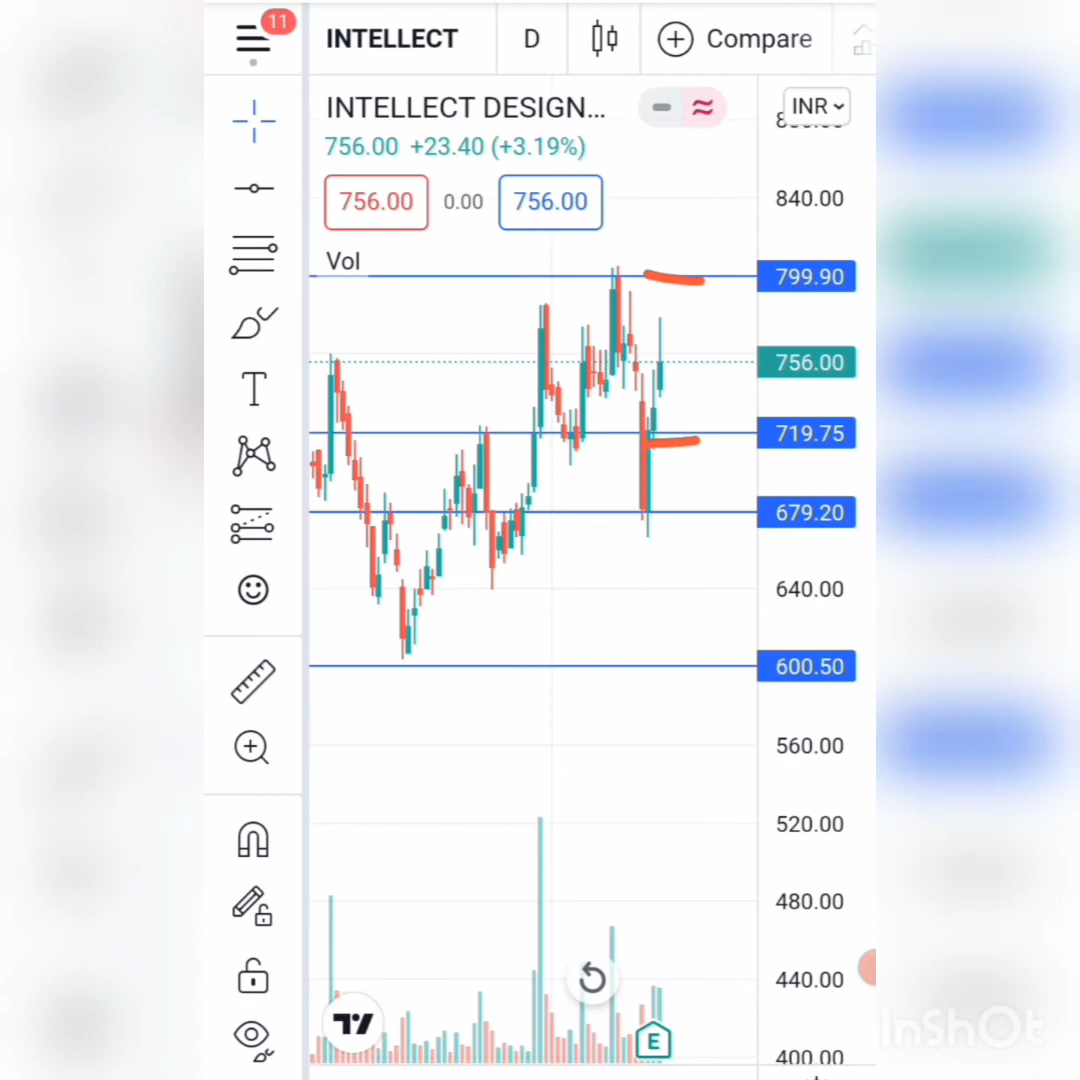 11
INTELLECT D Compare
INTELLECT DESIGN... INR
756.00 +23.40 (+3.19%)
756.00 0.00 756.00
840.00
Vol
799.90
756.00
719.75
679.20
640.00
600.50
560.00
520.00
480.00
440.00
E
400.00
InShOt